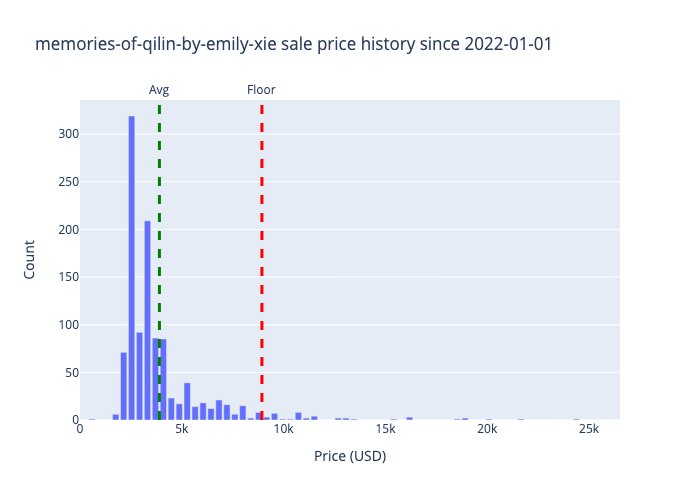 memories-of-qilin-by-emily-xie sale price history since 2022-01-01
Avg
Floor
300
250
200
150
100
50
0
Count
0
5k
10k
15k
20k
25k
Price (USD)